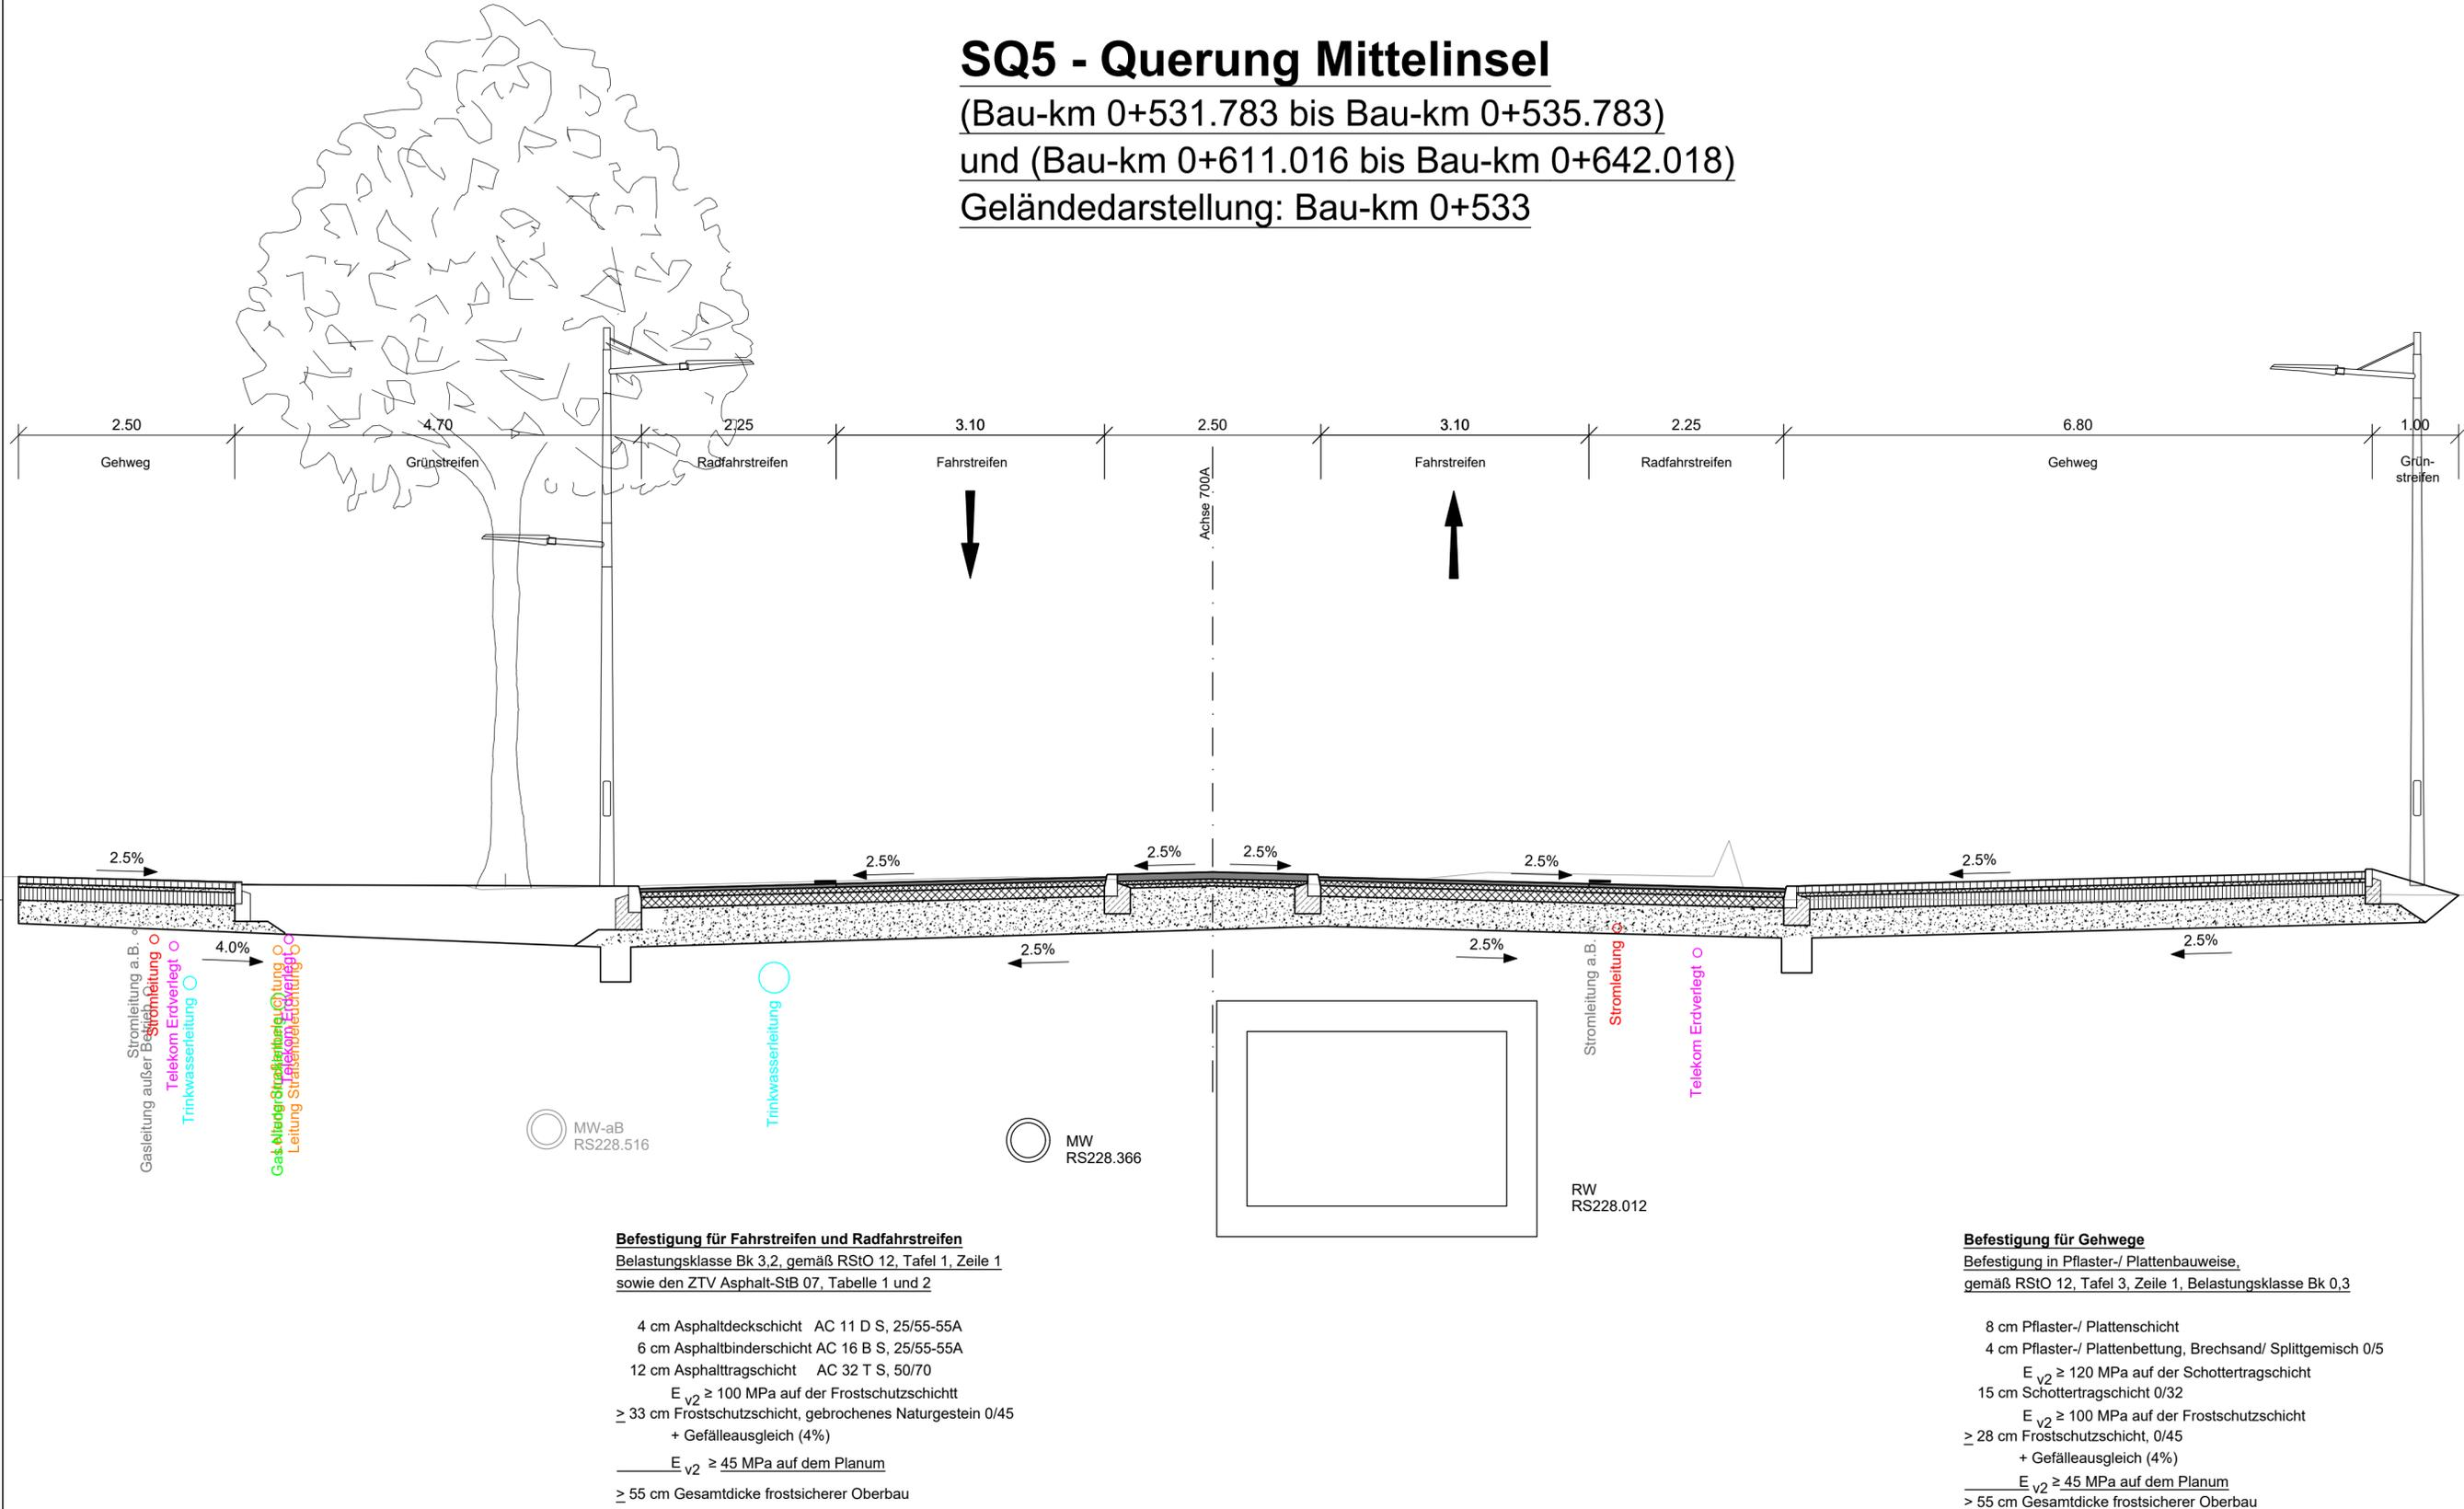 SQ5 - Querung Mittelinsel
(Bau-km 0+531.783 bis Bau-km 0+535.783)
und (Bau-km 0+611.016 bis Bau-km 0+642.018)
Geländedarstellung: Bau-km 0+533
2.50
4.70
2.25
3.10
2.50
3.10
2.25
6.80
1.00
Gehweg
Grünstreifen
Radfahrstreifen
Fahrstreifen
Fahrstreifen
Radfahrstreifen
Gehweg
Grün-
streifen
Achse 700A
2.5%
2.5%
2.5%
2.5%
2.5%
2.5%
4.0%
2.5%
2.5%
2.5%
Stromleitung a.B.
Gasleitung außer Betrieb
Stromleitung
Telekom Erdverlegt
Trinkwasserleitung
Telekom Erdverlegt
Leitung Straßenbeleuchtung
Trinkwasserleitung
Stromleitung a.B.
Stromleitung
Telekom Erdverlegt
MW-aB
RS228.516
MW
RS228.366
RW
RS228.012
Befestigung für Fahrstreifen und Radfahrstreifen
Belastungsklasse Bk 3,2, gemäß RStO 12, Tafel 1, Zeile 1
sowie den ZTV Asphalt-StB 07, Tabelle 1 und 2
4 cm Asphaltdeckschicht AC 11 D S, 25/55-55A
6 cm Asphaltbinderschicht AC 16 B S, 25/55-55A
12 cm Asphalttragschicht AC 32 T S, 50/70
E v2 ≥ 100 MPa auf der Frostschutzschichtt
≥ 33 cm Frostschutzschicht, gebrochenes Naturgestein 0/45
+ Gefälleausgleich (4%)
E v2 ≥ 45 MPa auf dem Planum
≥ 55 cm Gesamtdicke frostsicherer Oberbau
Befestigung für Gehwege
Befestigung in Pflaster-/ Plattenbauweise,
gemäß RStO 12, Tafel 3, Zeile 1, Belastungsklasse Bk 0,3
8 cm Pflaster-/ Plattenschicht
4 cm Pflaster-/ Plattenbettung, Brechsand/ Splittgemisch 0/5
E v2 ≥ 120 MPa auf der Schottertragschicht
15 cm Schottertragschicht 0/32
E v2 ≥ 100 MPa auf der Frostschutzschicht
≥ 28 cm Frostschutzschicht, 0/45
+ Gefälleausgleich (4%)
E v2 ≥ 45 MPa auf dem Planum
> 55 cm Gesamtdicke frostsicherer Oberbau